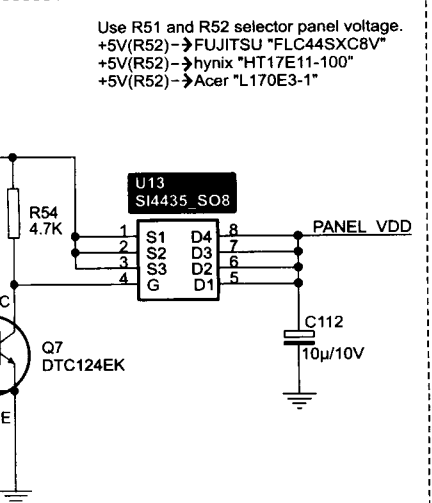 Use R51 and R52 selector panel voltage.
+5V(R52)-→FUJITSU "FLC44SXC8V"
+5V(R52)-→hynix "HT17E11-100"
+5V(R52)-→Acer "L170E3-1"
U13
SI4435_SO8
R54
4.7K
1 S1 D4 8
2 S2 D3 7
3 S3 D2 6
4 G D1 5
PANEL_VDD
C
Q7
DTC124EK
E
C112
10µ/10V